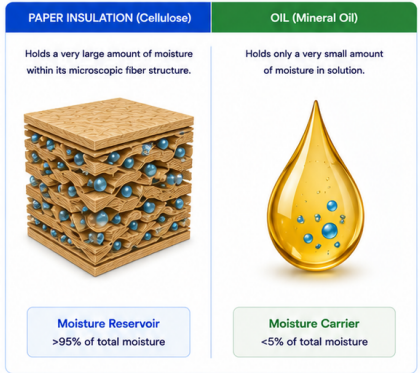 PAPER INSULATION (Cellulose)
Holds a very large amount of moisture
within its microscopic fiber structure.
Moisture Reservoir
>95% of total moisture
OIL (Mineral Oil)
Holds only a very small amount
of moisture in solution.
Moisture Carrier
<5% of total moisture